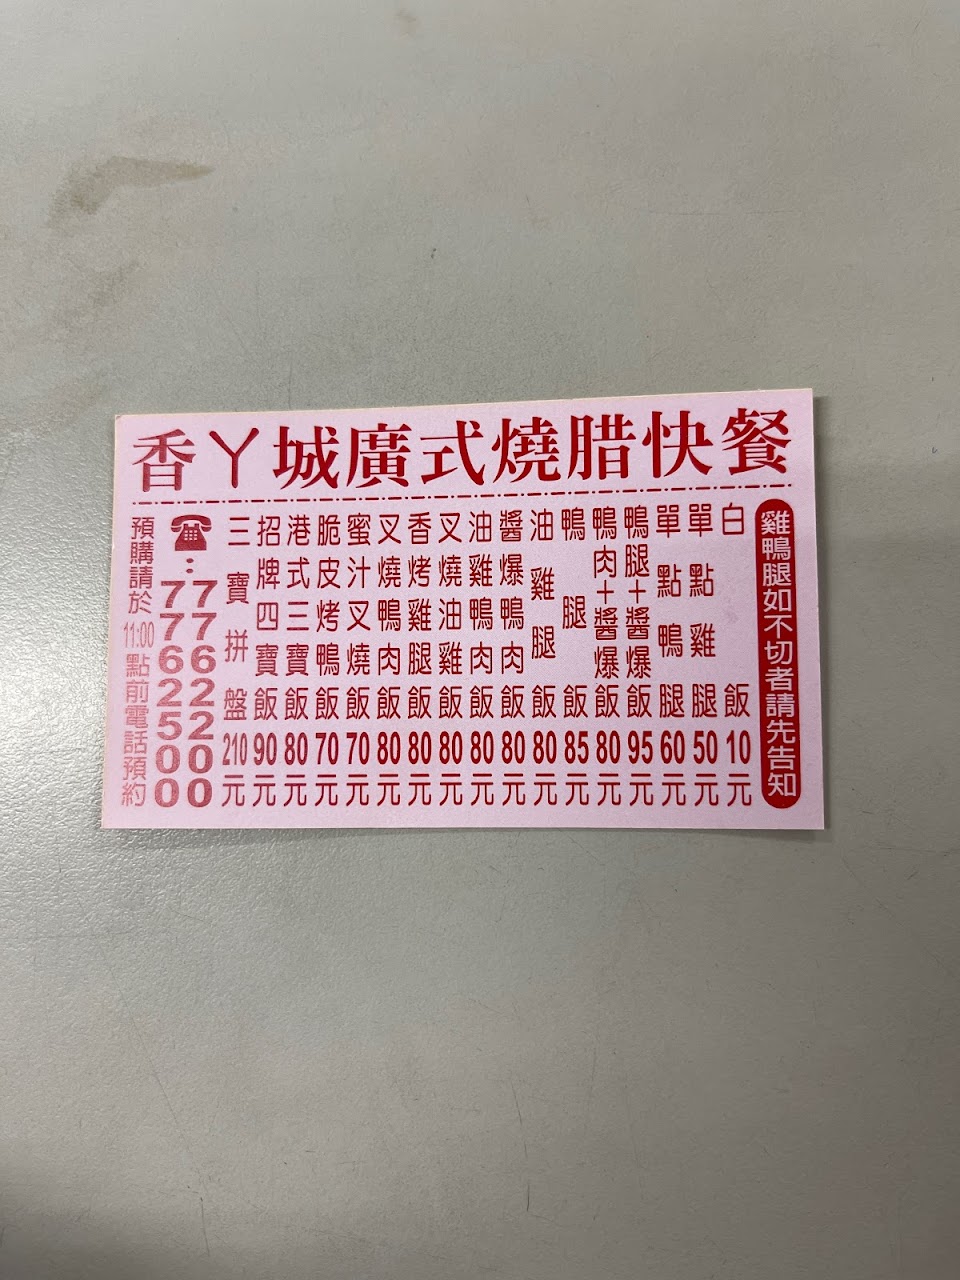 香丫城廣式燒腊快餐
雞鴨腿如不切者請先告知
白飯10元
單點雞腿50元
單點鴨腿60元
鴨腿+醬爆飯95元
鴨肉+醬爆飯80元
鴨腿飯85元
油雞腿飯80元
醬爆鴨肉飯80元
油雞鴨肉飯80元
叉燒油雞飯80元
香烤雞腿飯80元
叉燒鴨肉飯80元
蜜汁叉燒飯70元
脆皮烤鴨飯70元
港式三寶飯80元
招牌四寶飯90元
三寶拼盤210元
☎:7762200
7762500
預購請於11:00點前電話預約